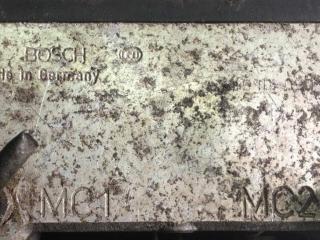 BOSCH
de in Germany
MC1 MC2